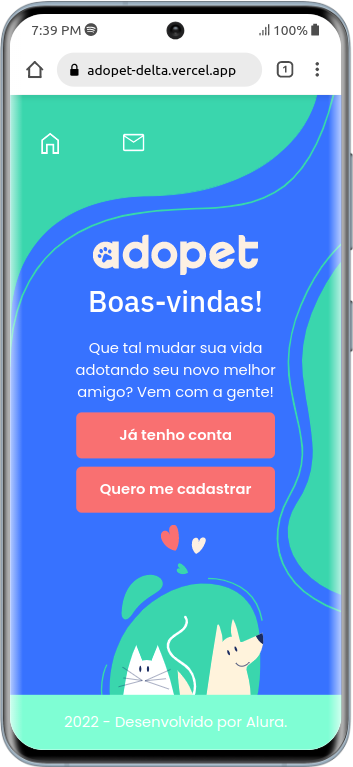 7:39 PM 100%
adopet-delta.vercel.app 1
adopet
Boas-vindas!
Que tal mudar sua vida
adotando seu novo melhor
amigo? Vem com a gente!
Já tenho conta
Quero me cadastrar
2022 - Desenvolvido por Alura.